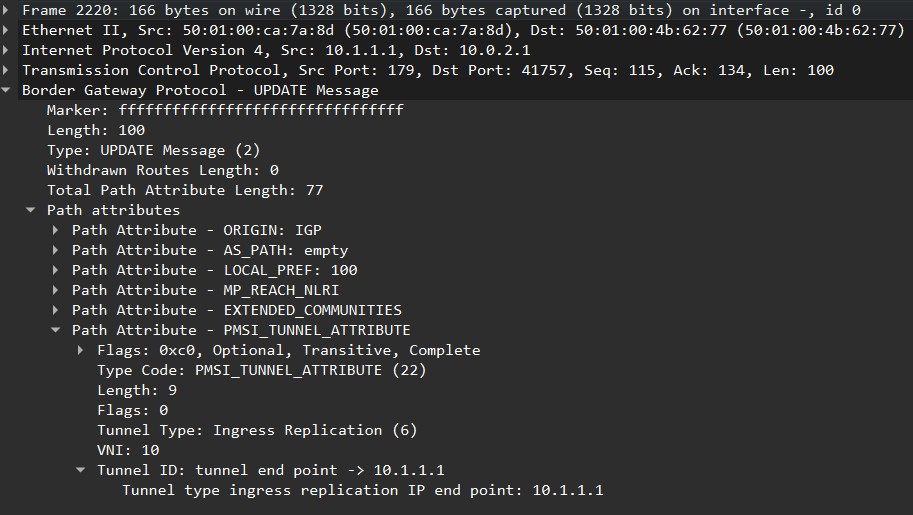 Frame 2220: 166 bytes on wire (1328 bits), 166 bytes captured (1328 bits) on interface -, id 0
Ethernet II, Src: 50:01:00:ca:7a:8d (50:01:00:ca:7a:8d), Dst: 50:01:00:4b:62:77 (50:01:00:4b:62:77)
Internet Protocol Version 4, Src: 10.1.1.1, Dst: 10.0.2.1
Transmission Control Protocol, Src Port: 179, Dst Port: 41757, Seq: 115, Ack: 134, Len: 100
Border Gateway Protocol - UPDATE Message
Marker: ffffffffffffffffffffffffffffffff
Length: 100
Type: UPDATE Message (2)
Withdrawn Routes Length: 0
Total Path Attribute Length: 77
Path attributes
Path Attribute - ORIGIN: IGP
Path Attribute - AS_PATH: empty
Path Attribute - LOCAL_PREF: 100
Path Attribute - MP_REACH_NLRI
Path Attribute - EXTENDED_COMMUNITIES
Path Attribute - PMSI_TUNNEL_ATTRIBUTE
Flags: 0xc0, Optional, Transitive, Complete
Type Code: PMSI_TUNNEL_ATTRIBUTE (22)
Length: 9
Flags: 0
Tunnel Type: Ingress Replication (6)
VNI: 10
Tunnel ID: tunnel end point -> 10.1.1.1
Tunnel type ingress replication IP end point: 10.1.1.1